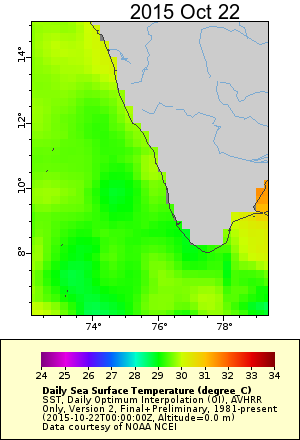 2015 Oct 22
14°
12°
10°
8°
74° 76° 78°
24 25 26 27 28 29 30 31 32 33 34
Daily Sea Surface Temperature (degree_C)
SST, Daily Optimum Interpolation (OI), AVHRR
Only, Version 2, Final+Preliminary, 1981-present
(2015-10-22T00:00:00Z, Altitude=0.0 m)
Data courtesy of NOAA NCEI